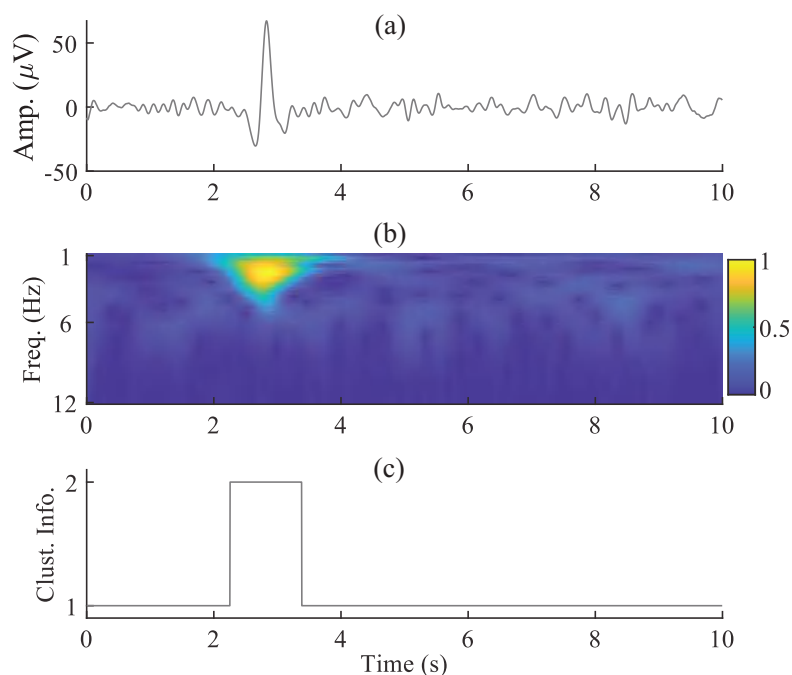 (a)
Amp. (μV)
50
0
-50
0 2 4 6 8 10
(b)
Freq. (Hz)
1
6
12
0 2 4 6 8 10
1
0.5
0
(c)
Clust. Info.
2
1
0 2 4 6 8 10
Time (s)